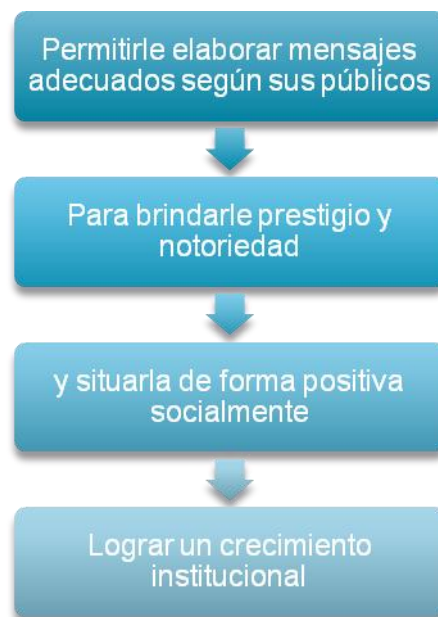 Permitirle elaborar mensajes
adecuados según sus públicos
Para brindarle prestigio y
notoriedad
y situarla de forma positiva
socialmente
Lograr un crecimiento
institucional